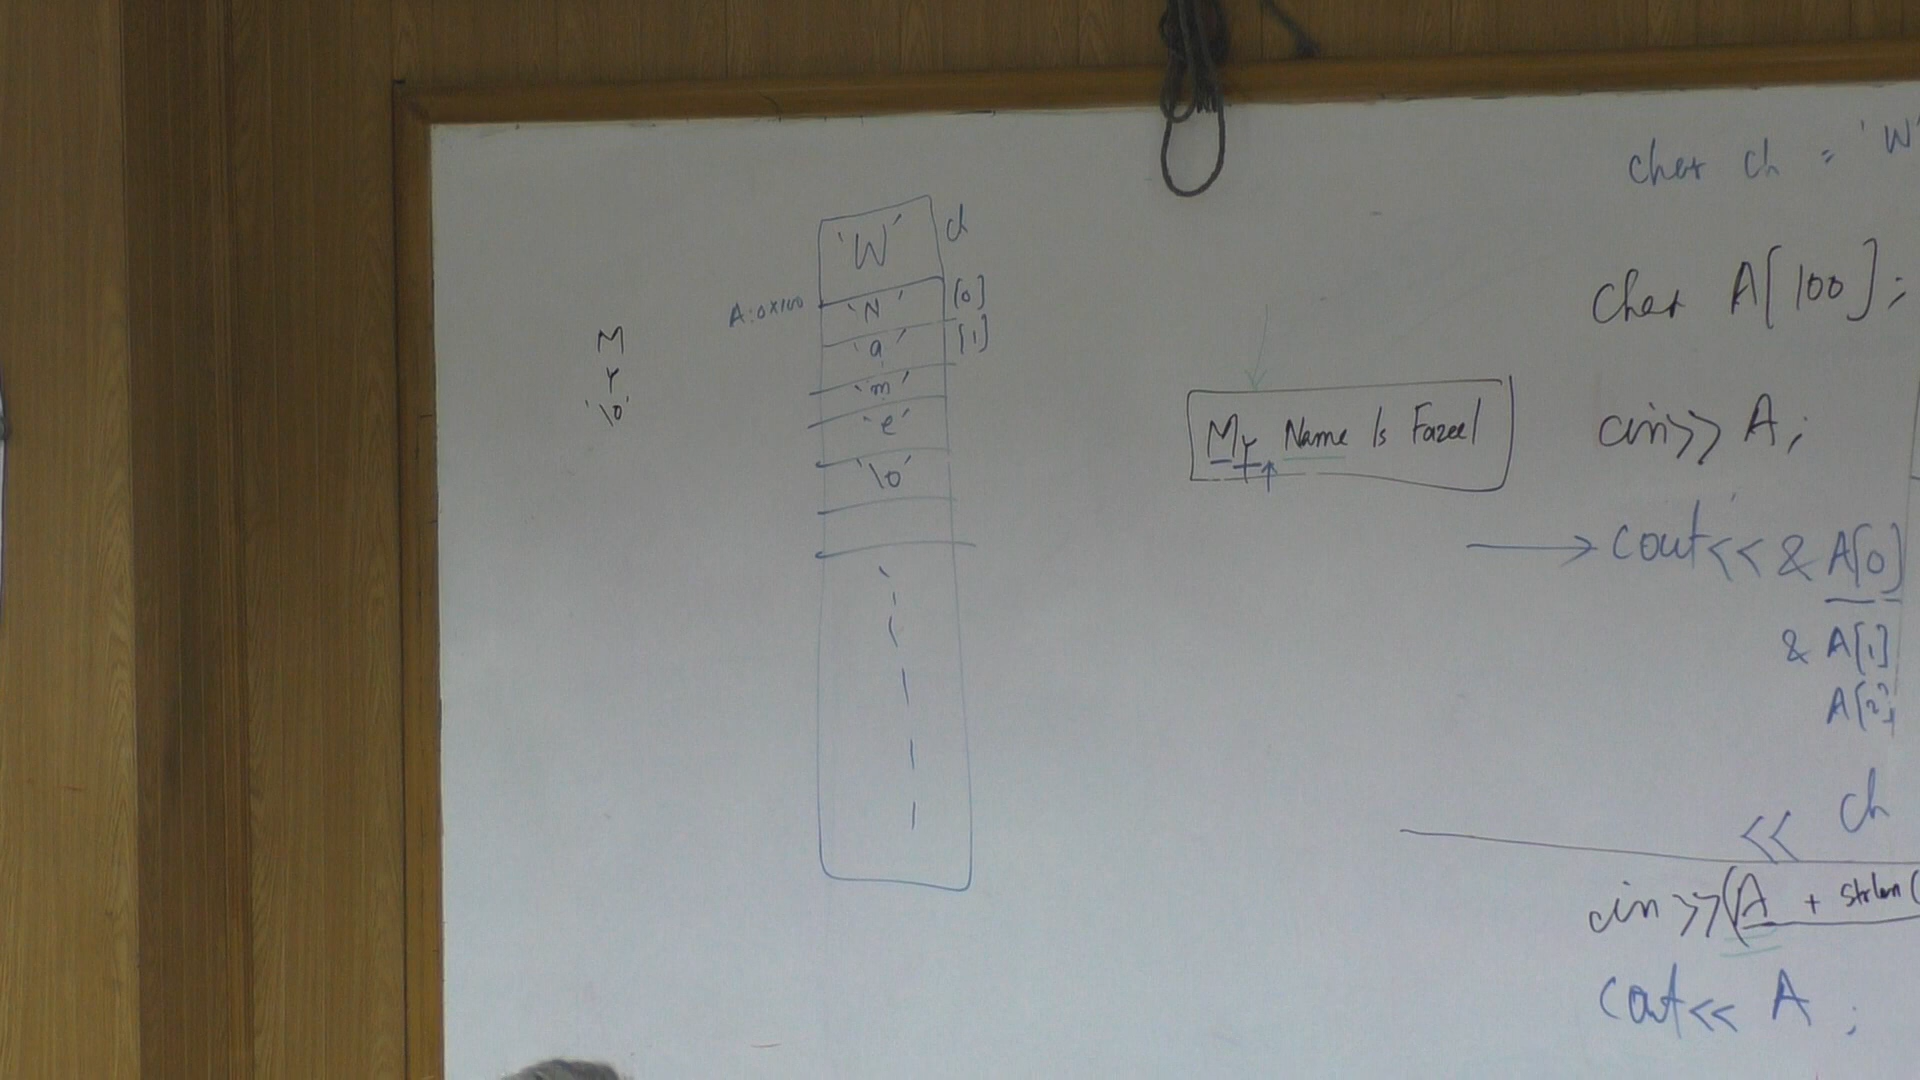 char ch = 'W'
'W' ch
A:0x100 'N' [0]
'a' [1]
'm'
'e'
'\0'
M
Y
'\0'
My Name Is Fazeel
char A[100];
cin>> A;
cout<< & A[0]
& A[1]
A[2]
<< ch
cin>>(A + strlen(
cout<< A ;